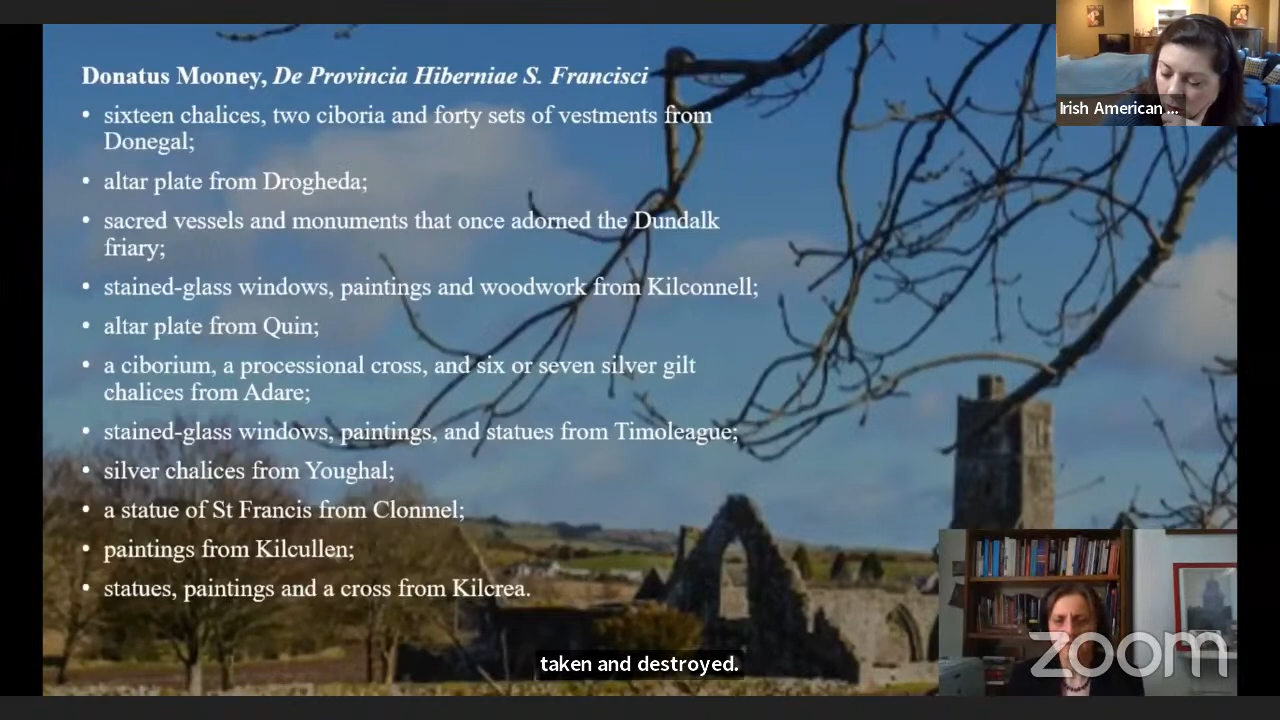 Donatus Mooney, De Provincia Hiberniae S. Francisci
• sixteen chalices, two ciboria and forty sets of vestments from
Donegal;
• altar plate from Drogheda;
• sacred vessels and monuments that once adorned the Dundalk
friary;
• stained-glass windows, paintings and woodwork from Kilconnell;
• altar plate from Quin;
• a ciborium, a processional cross, and six or seven silver gilt
chalices from Adare;
• stained-glass windows, paintings, and statues from Timoleague;
• silver chalices from Youghal;
• a statue of St Francis from Clonmel;
• paintings from Kilcullen;
• statues, paintings and a cross from Kilcrea.
taken and destroyed.
Irish American ...
zoom